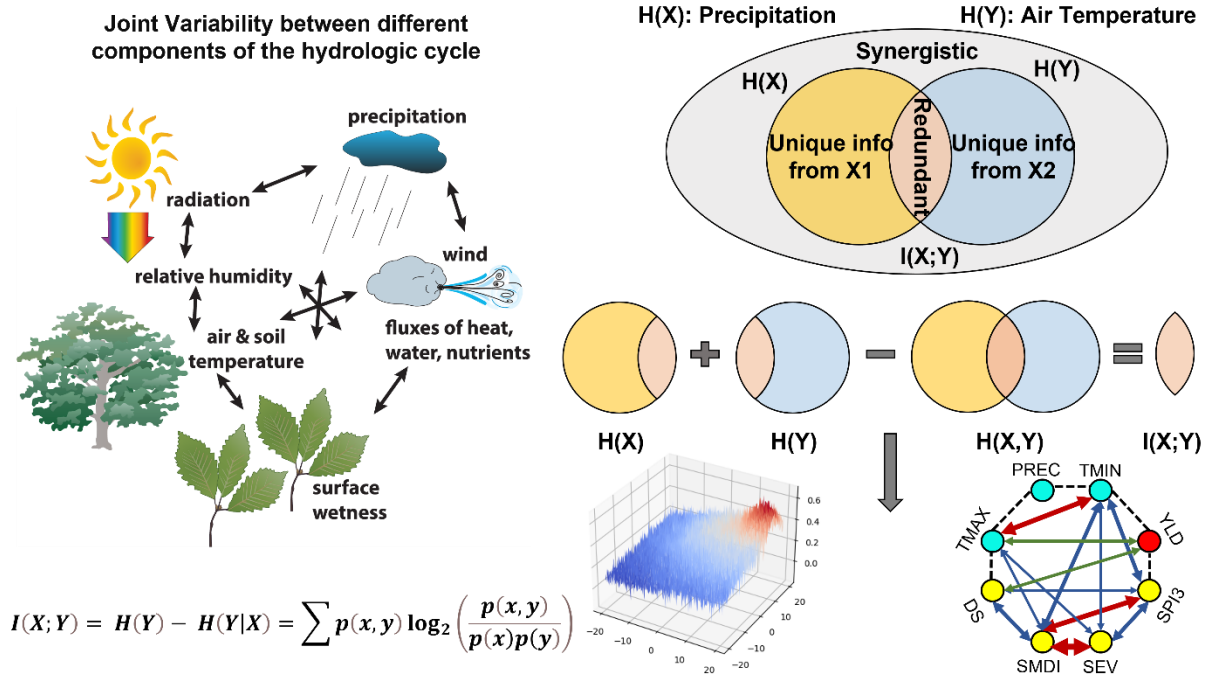 Joint Variability between different
components of the hydrologic cycle
precipitation
radiation
wind
relative humidity
air & soil
temperature
fluxes of heat,
water, nutrients
surface
wetness
I(X;Y) = H(Y) − H(Y|X) = ∑ p(x,y) log₂ (p(x,y) / p(x)p(y))
H(X): Precipitation
H(Y): Air Temperature
Synergistic
H(X)
H(Y)
Unique info
from X1
Redundant
Unique info
from X2
I(X;Y)
H(X)
H(Y)
H(X,Y)
I(X;Y)
0.6
0.4
0.2
0.0
20
10
0
−10
−20
−20
−10
0
10
20
PREC
TMIN
TMAX
YLD
DS
SPI3
SMDI
SEV